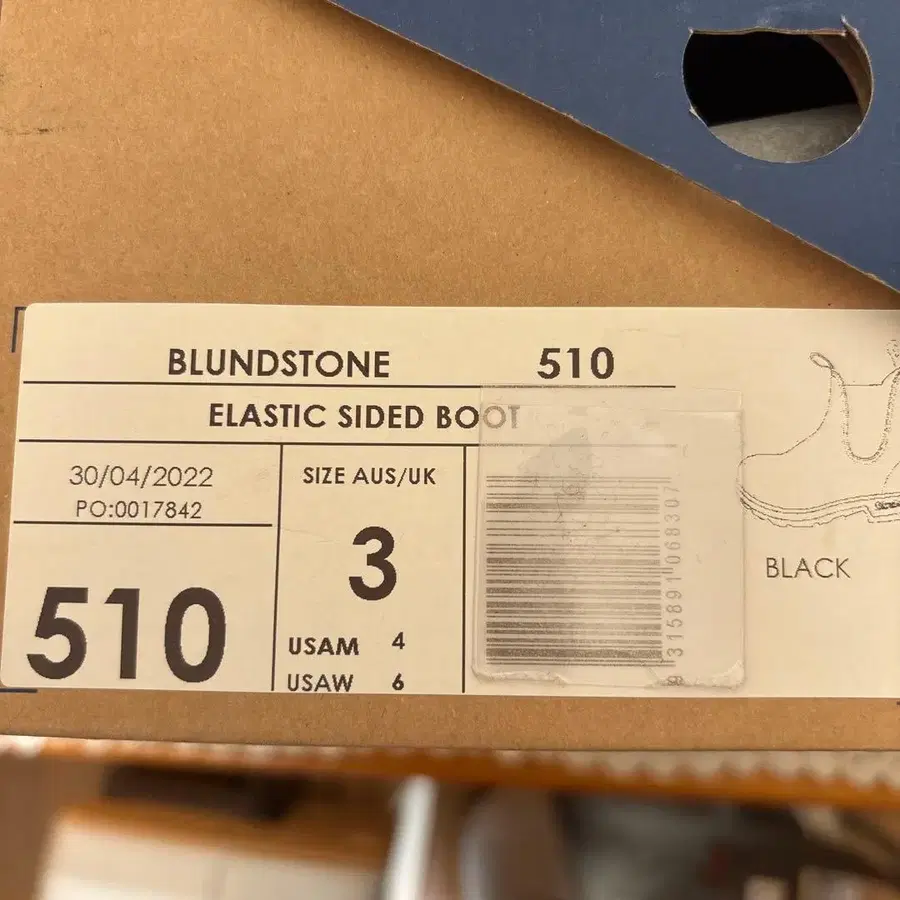 BLUNDSTONE 510
ELASTIC SIDED BOOT
30/04/2022
PO:0017842
510
SIZE AUS/UK
3
USAM 4
USAW 6
9315891068307
BLACK